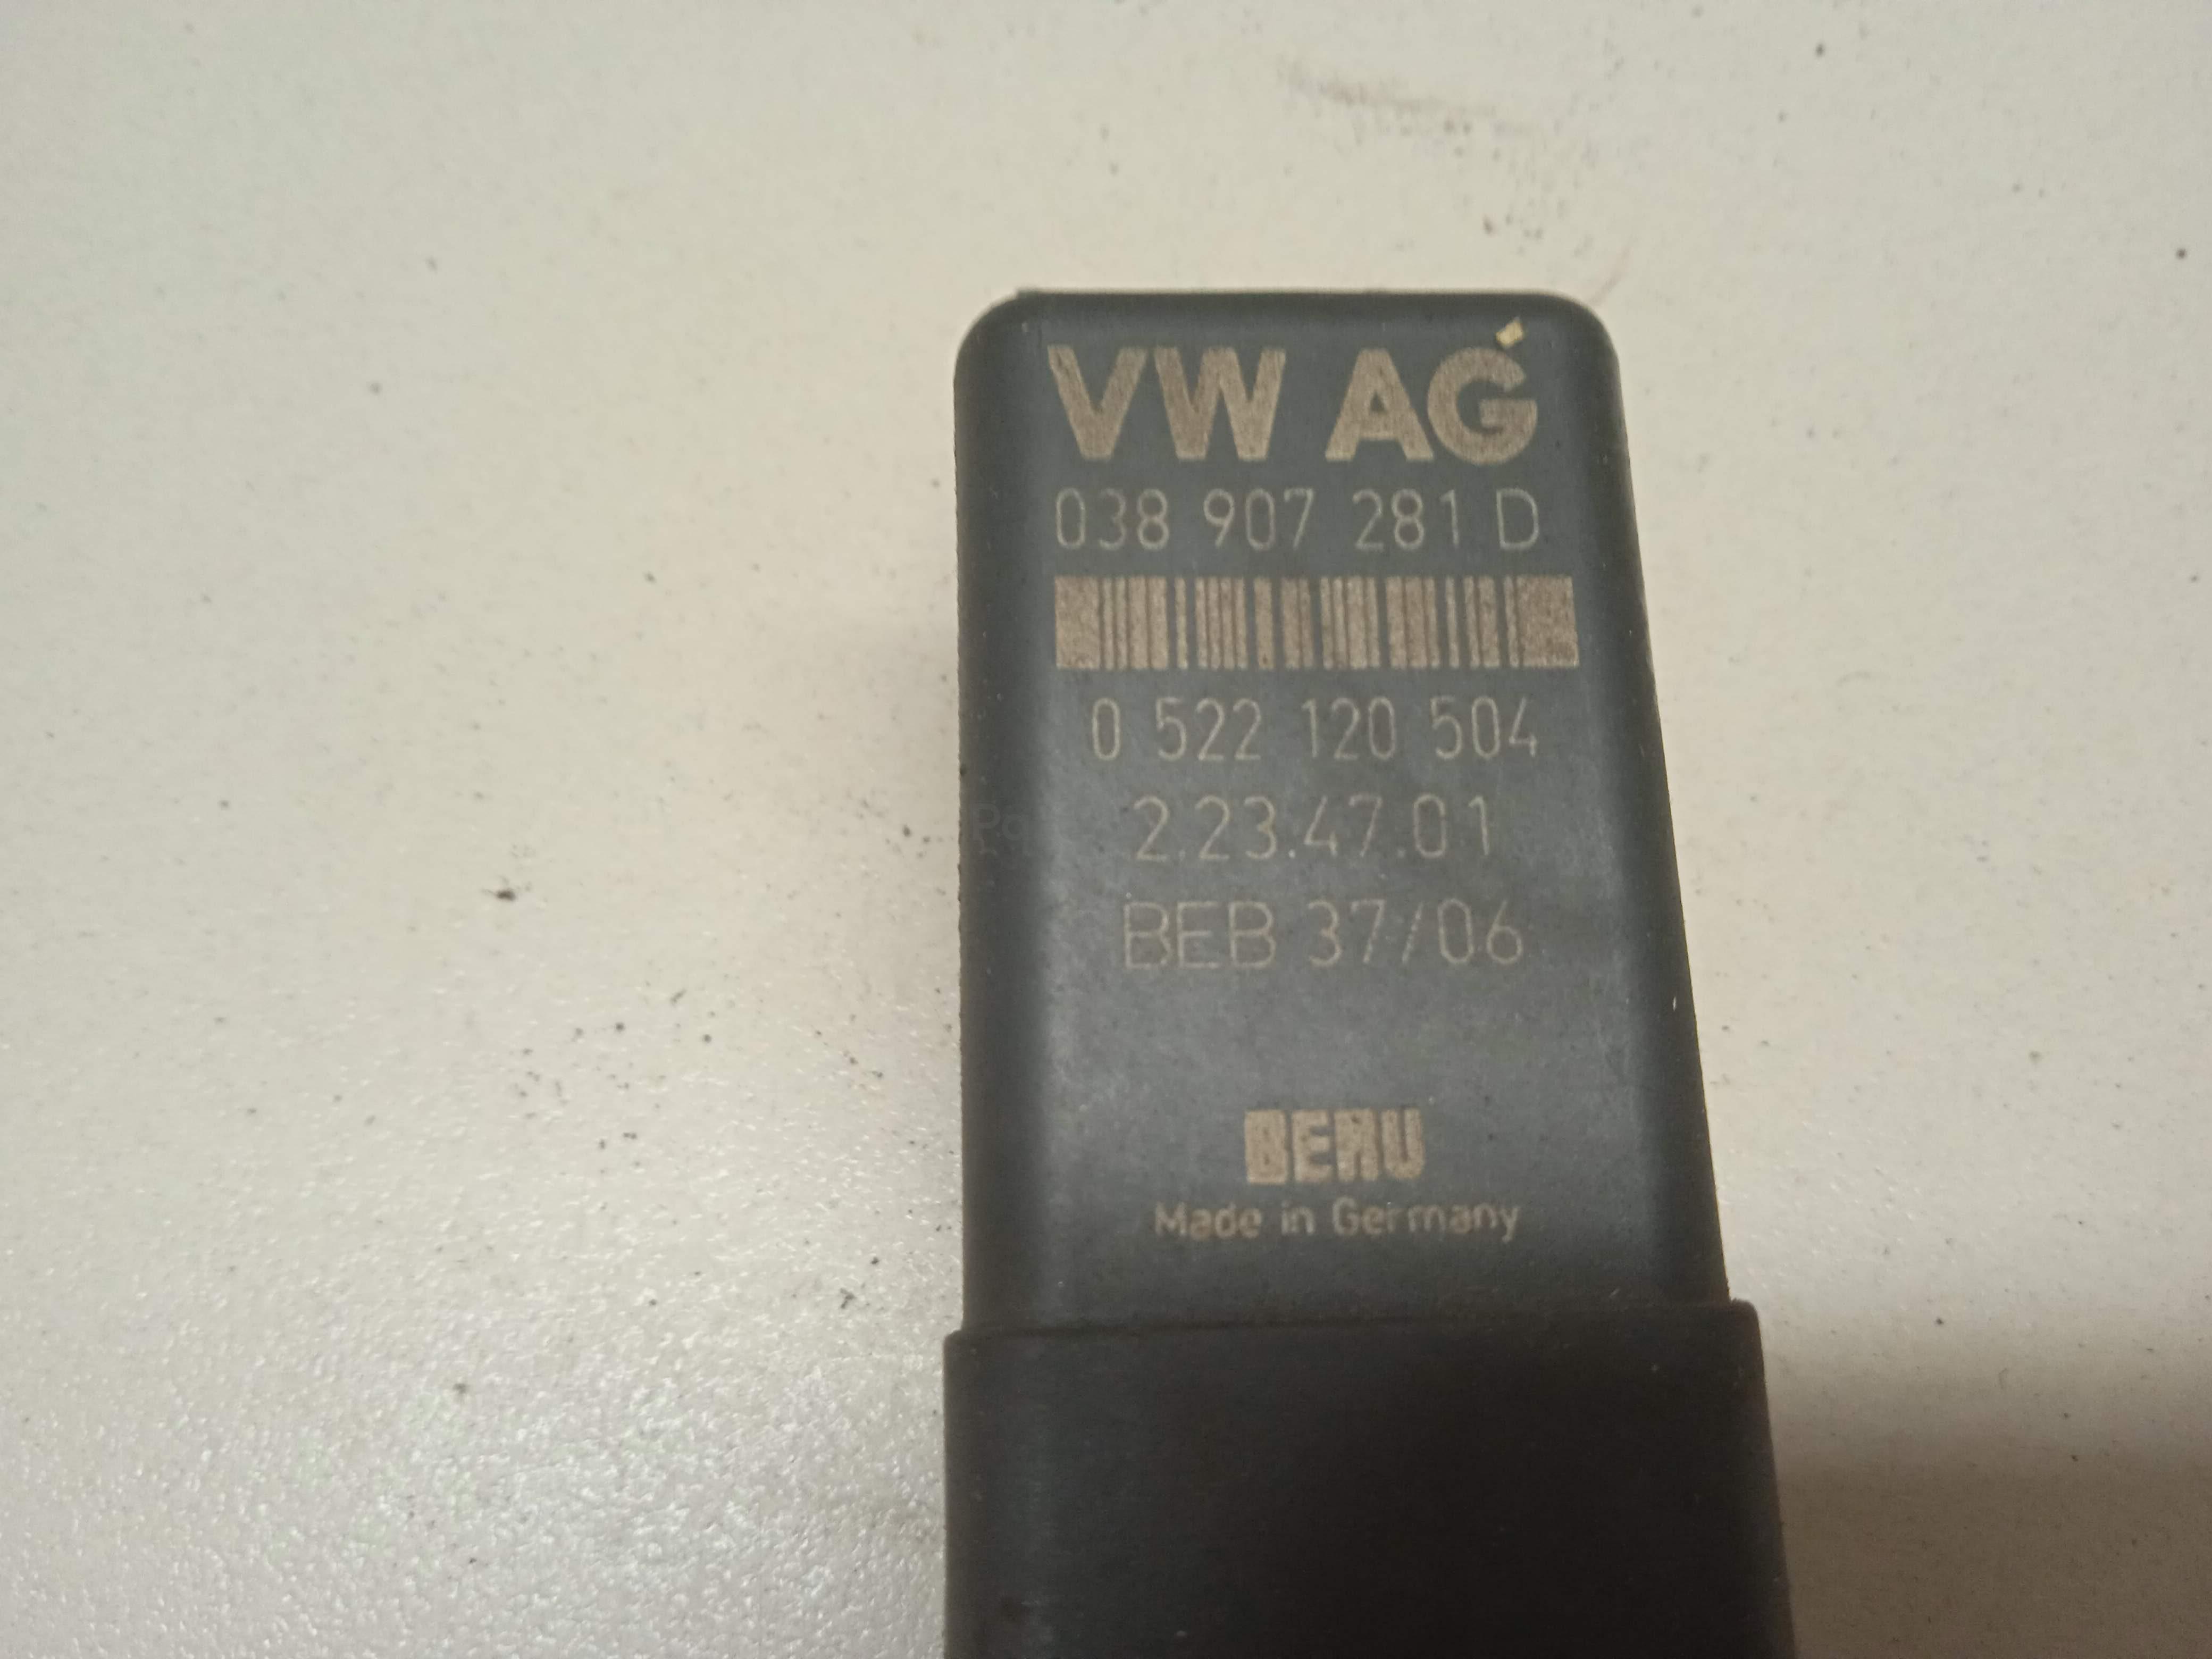 VW AG
038 907 281 D
0 522 120 504
2.23.47.01
BEB 37/06
BERU
Made in Germany